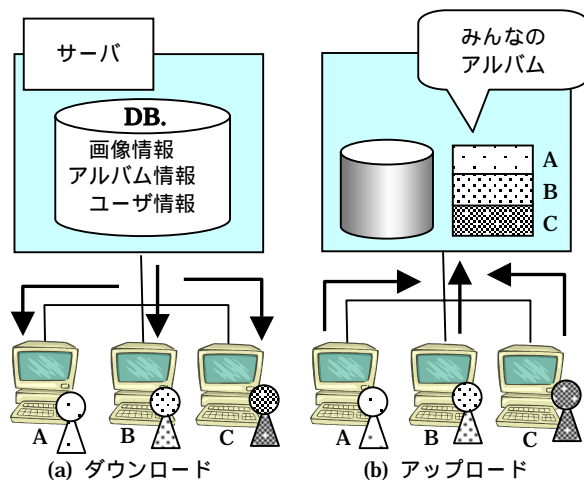 サーバ
DB.
画像情報
アルバム情報
ユーザ情報
A
B
C
(a) ダウンロード
みんなの
アルバム
A
B
C
A
B
C
(b) アップロード